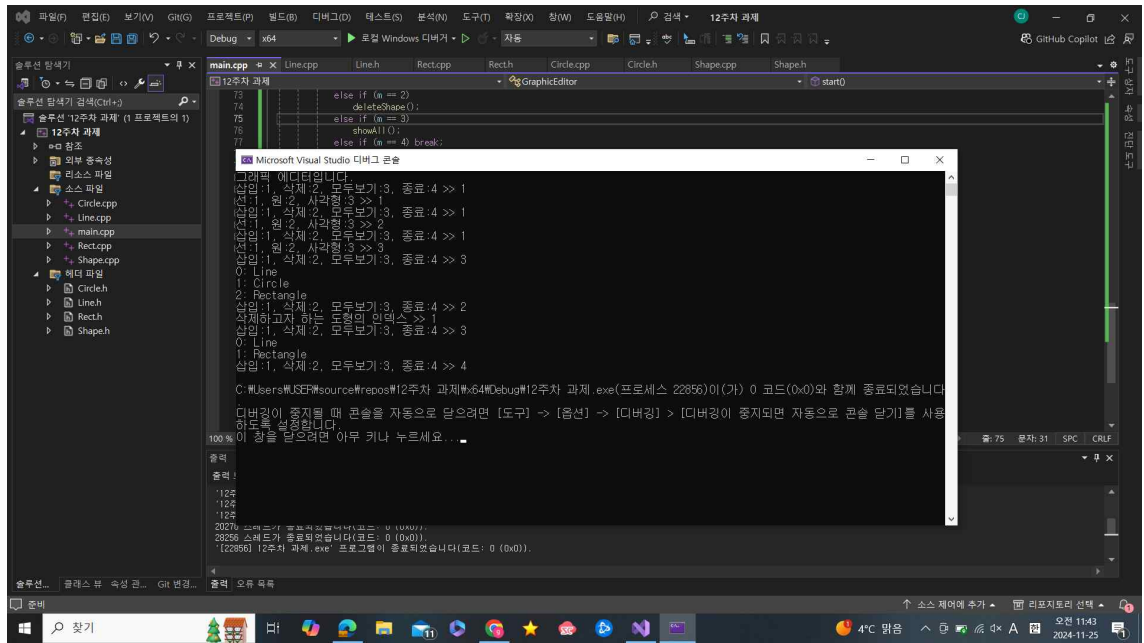 파일(F) 편집(E) 보기(V) Git(G) 프로젝트(P) 빌드(B) 디버그(D) 테스트(S) 분석(N) 도구(T) 확장(X) 창(W) 도움말(H) 검색 12주차 과제 CJ
Debug x64 로컬 Windows 디버거 자동 GitHub Copilot
솔루션 탐색기
main.cpp Line.cpp Line.h Rect.cpp Rect.h Circle.cpp Circle.h Shape.cpp Shape.h
12주차 과제 GraphicEditor start()
솔루션 탐색기 검색(Ctrl+;)
솔루션 '12주차 과제' (1 프로젝트의 1)
12주차 과제
참조
외부 종속성
리소스 파일
소스 파일
Circle.cpp
Line.cpp
main.cpp
Rect.cpp
Shape.cpp
헤더 파일
Circle.h
Line.h
Rect.h
Shape.h
73 else if (m == 2)
74 deleteShape();
75 else if (m == 3)
76 showAll();
77 else if (m == 4) break;
Microsoft Visual Studio 디버그 콘솔
그래픽 에디터입니다.
삽입:1, 삭제:2, 모두보기:3, 종료:4 >> 1
선:1, 원:2, 사각형:3 >> 1
삽입:1, 삭제:2, 모두보기:3, 종료:4 >> 1
선:1, 원:2, 사각형:3 >> 2
삽입:1, 삭제:2, 모두보기:3, 종료:4 >> 1
선:1, 원:2, 사각형:3 >> 3
삽입:1, 삭제:2, 모두보기:3, 종료:4 >> 3
0: Line
1: Circle
2: Rectangle
삽입:1, 삭제:2, 모두보기:3, 종료:4 >> 2
삭제하고자 하는 도형의 인덱스 >> 1
삽입:1, 삭제:2, 모두보기:3, 종료:4 >> 3
0: Line
1: Rectangle
삽입:1, 삭제:2, 모두보기:3, 종료:4 >> 4
C:₩Users₩USER₩source₩repos₩12주차 과제₩x64₩Debug₩12주차 과제.exe(프로세스 22856)이(가) 0 코드(0x0)와 함께 종료되었습니다
.
디버깅이 중지될 때 콘솔을 자동으로 닫으려면 [도구] -> [옵션] -> [디버깅] > [디버깅이 중지되면 자동으로 콘솔 닫기]를 사용
하도록 설정합니다.
이 창을 닫으려면 아무 키나 누르세요...
100 % 줄: 75 문자: 31 SPC CRLF
출력
출력
'12주
'12주
'12주
28256 스레드가 종료되었습니다(코드: 0 (0x0)).
'[22856] 12주차 과제.exe' 프로그램이 종료되었습니다(코드: 0 (0x0)).
솔루션... 클래스 뷰 속성 관... Git 변경... 출력 오류 목록
준비 소스 제어에 추가 리포지토리 선택
찾기 4°C 맑음 A 오전 11:43
2024-11-25